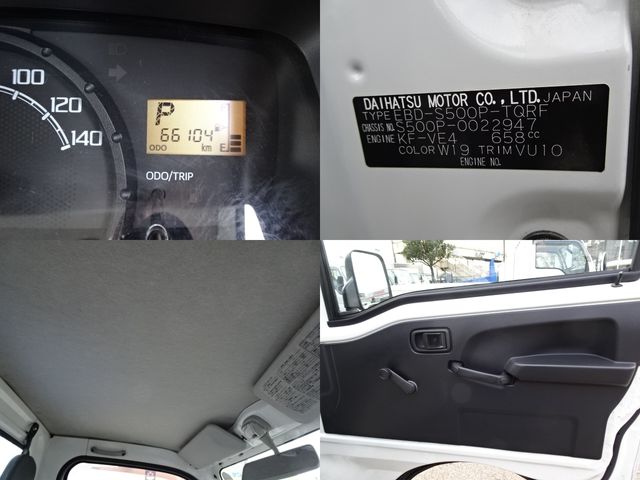 100
120
140
P
66104
ODO km E
ODO/TRIP
DAIHATSU MOTOR CO.,LTD. JAPAN
TYPE EBD-S500P-TQRF
CHASSIS NO. S500P-0022947
ENGINE KF-VE4 658cc
COLOR W19 TRIM VU10
ENGINE NO.